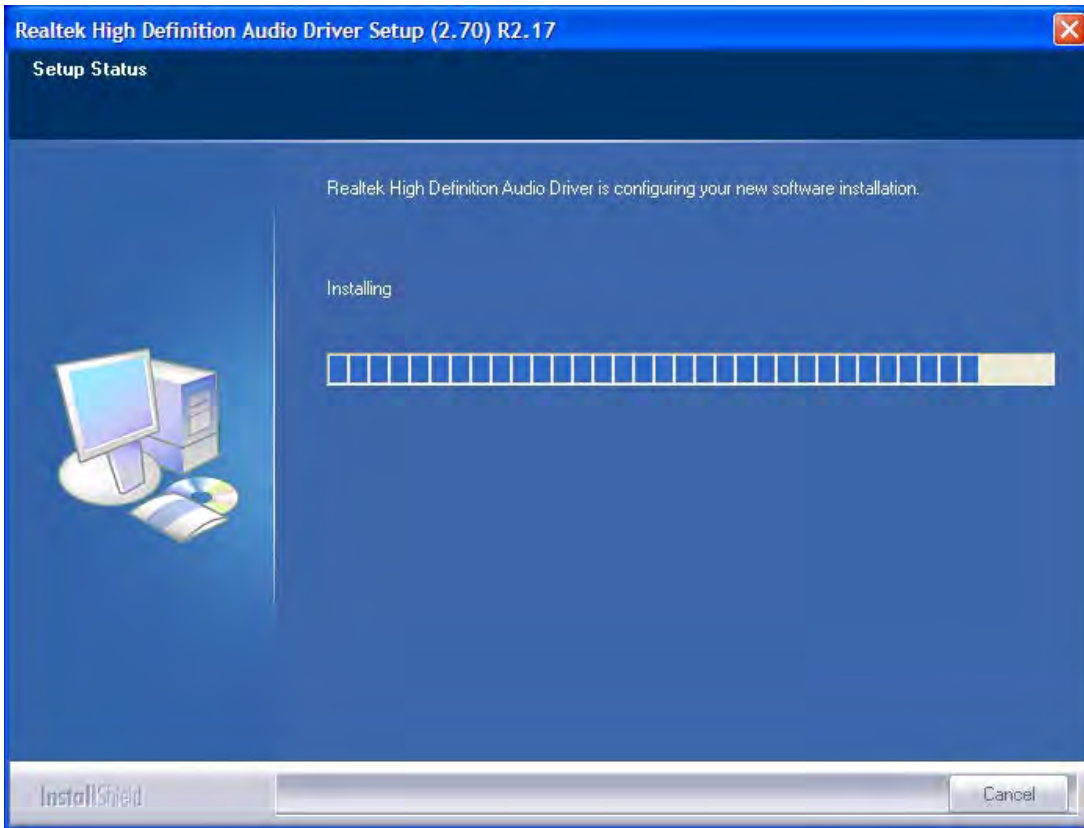 Realtek High Definition Audio Driver Setup (2.70) R2.17
Setup Status
Realtek High Definition Audio Driver is configuring your new software installation.
Installing
InstallShield
Cancel